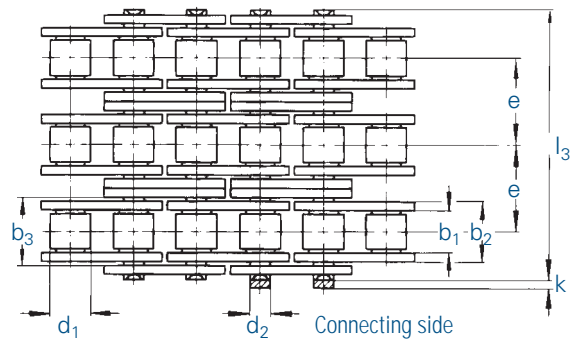 e
l₃
e
b₃
b₁
b₂
k
d₁
d₂
Connecting side